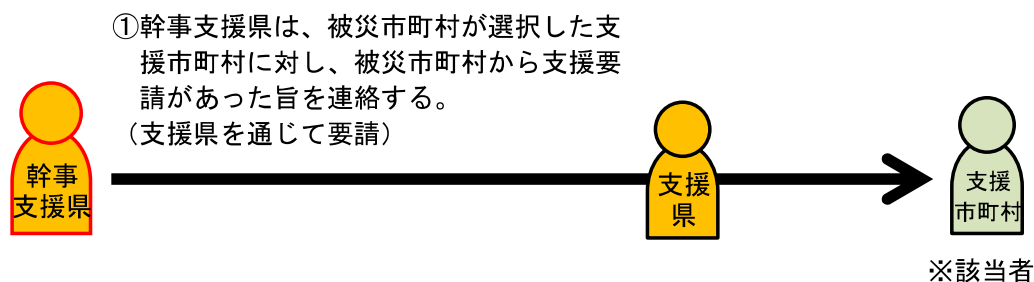 ①幹事支援県は、被災市町村が選択した支
援市町村に対し、被災市町村から支援要
請があった旨を連絡する。
（支援県を通じて要請）
幹事
支援県
支援
県
支援
市町村
※該当者